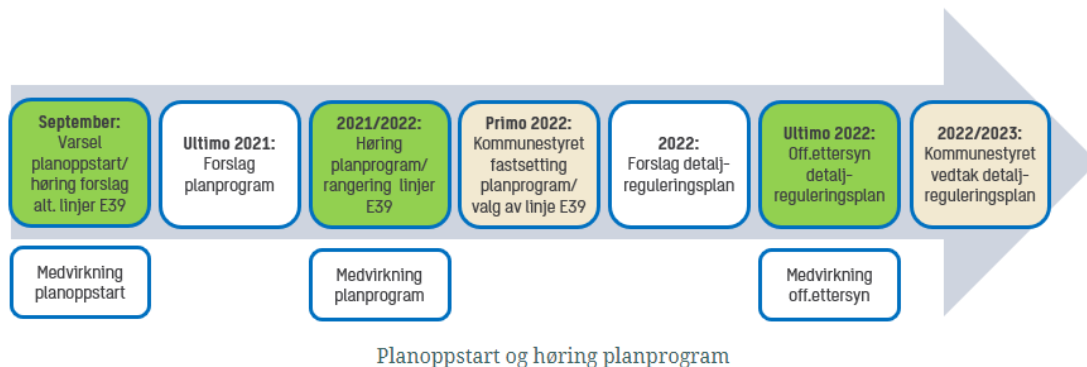 September:
Varsel
planoppstart/
høring forslag
alt. linjer E39
Ultimo 2021:
Forslag
planprogram
2021/2022:
Høring
planprogram/
rangering linjer
E39
Primo 2022:
Kommunestyret
fastsetting
planprogram/
valg av linje E39
2022:
Forslag detalj-
reguleringsplan
Ultimo 2022:
Off.ettersyn
detalj-
reguleringsplan
2022/2023:
Kommunestyret
vedtak detalj-
reguleringsplan
Medvirkning
planoppstart
Medvirkning
planprogram
Medvirkning
off.ettersyn
Planoppstart og høring planprogram